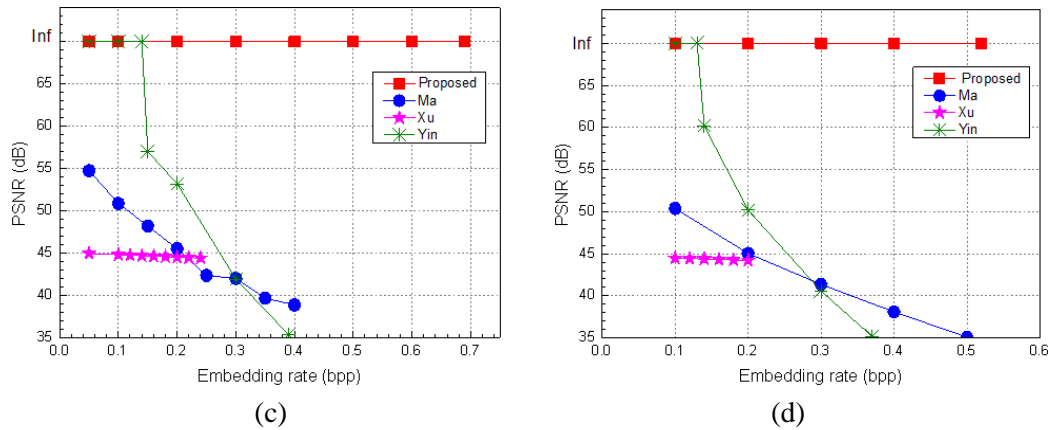 Inf
65
60
55
50
45
40
35
PSNR (dB)
0.0 0.1 0.2 0.3 0.4 0.5 0.6 0.7
Embedding rate (bpp)
Proposed
Ma
Xu
Yin
(c)
Inf
65
60
55
50
45
40
35
PSNR (dB)
0.0 0.1 0.2 0.3 0.4 0.5 0.6
Embedding rate (bpp)
Proposed
Ma
Xu
Yin
(d)